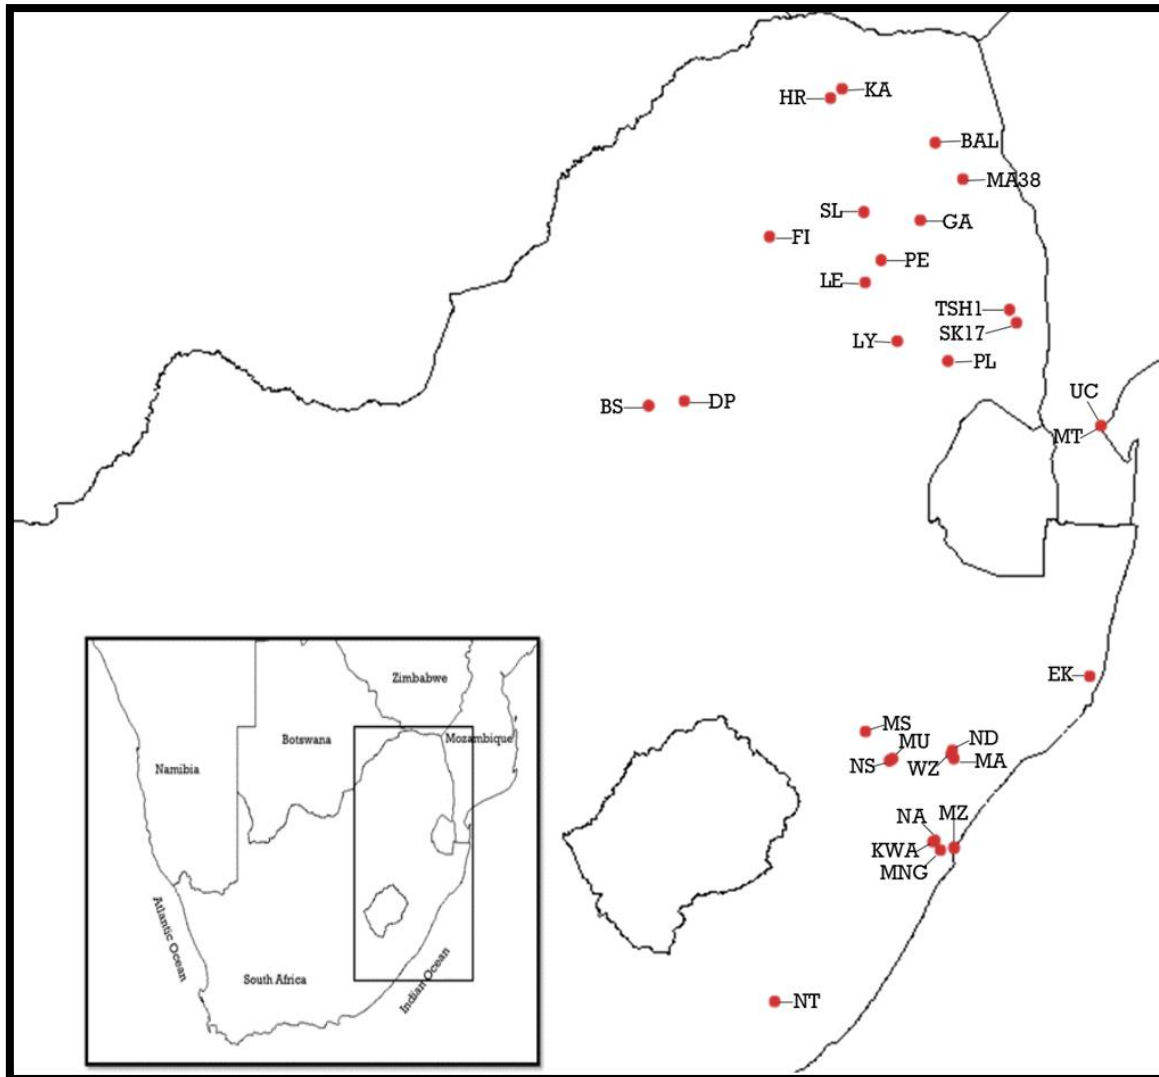 KA
HR
BAL
MA38
SL
GA
FI
PE
LE
TSH1
SK17
LY
PL
UC
BS
DP
MT
EK
MS
ND
MU
NS
WZ
MA
NA
MZ
KWA
MNG
NT
Zimbabwe
Botswana
Mozambique
Namibia
Atlantic Ocean
South Africa
Indian Ocean